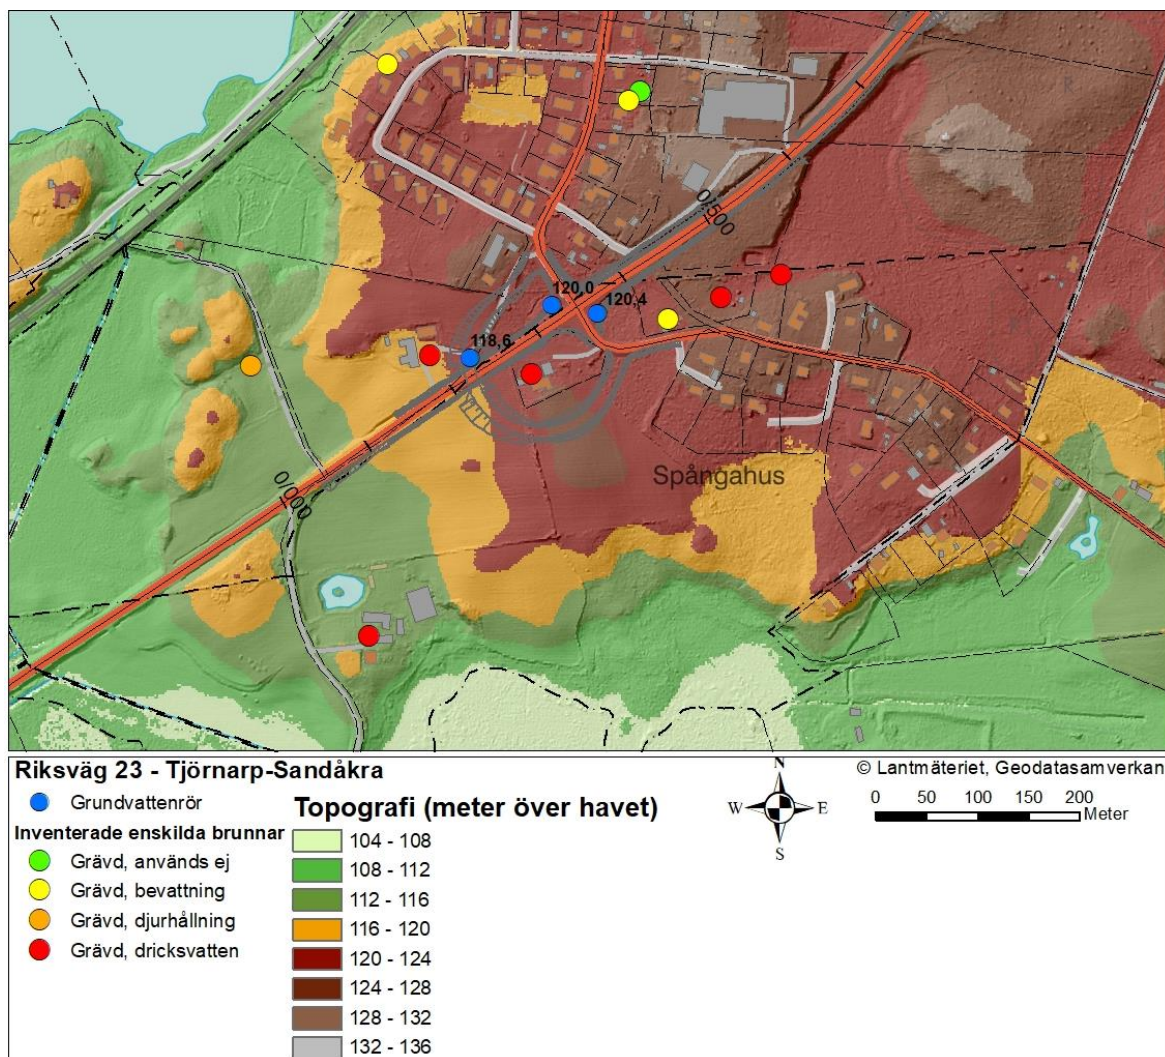 0/500
120,0
120,4
118,6
Spångahus
0/000
Riksväg 23 - Tjörnarp-Sandåkra
Grundvattenrör
Inventerade enskilda brunnar
Grävd, används ej
Grävd, bevattning
Grävd, djurhållning
Grävd, dricksvatten
Topografi (meter över havet)
104 - 108
108 - 112
112 - 116
116 - 120
120 - 124
124 - 128
128 - 132
132 - 136
N
W E
S
© Lantmäteriet, Geodatasamverkan
0 50 100 150 200
Meter